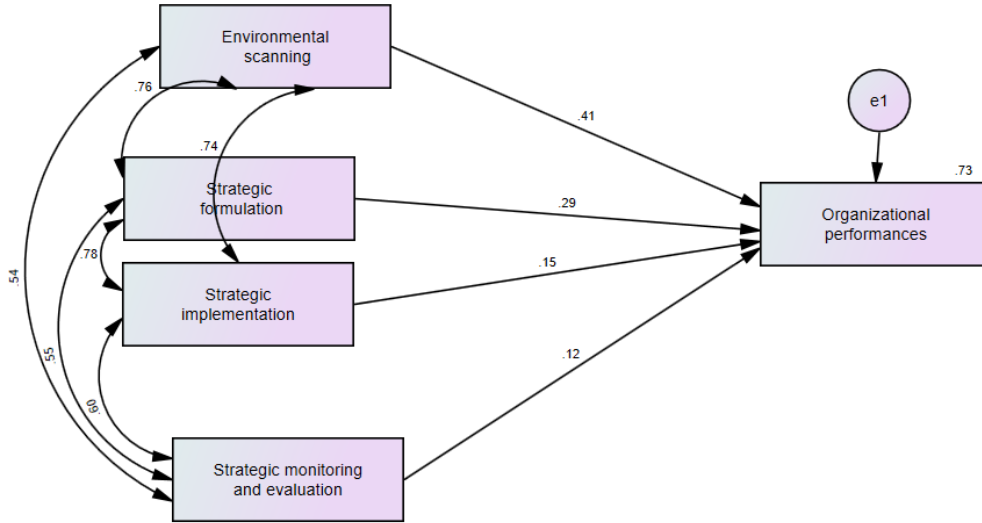 Environmental
scanning
.76
.41
e1
.74
.73
Strategic
formulation
.29
Organizational
performances
.78
.54
.15
Strategic
implementation
.55
.60
.12
Strategic monitoring
and evaluation